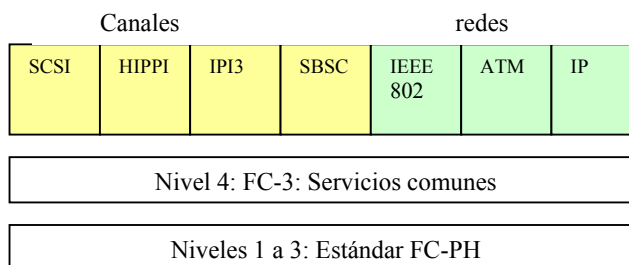 Canales redes
SCSI HIPPI IPI3 SBSC IEEE ATM IP
802
Nivel 4: FC-3: Servicios comunes
Niveles 1 a 3: Estándar FC-PH